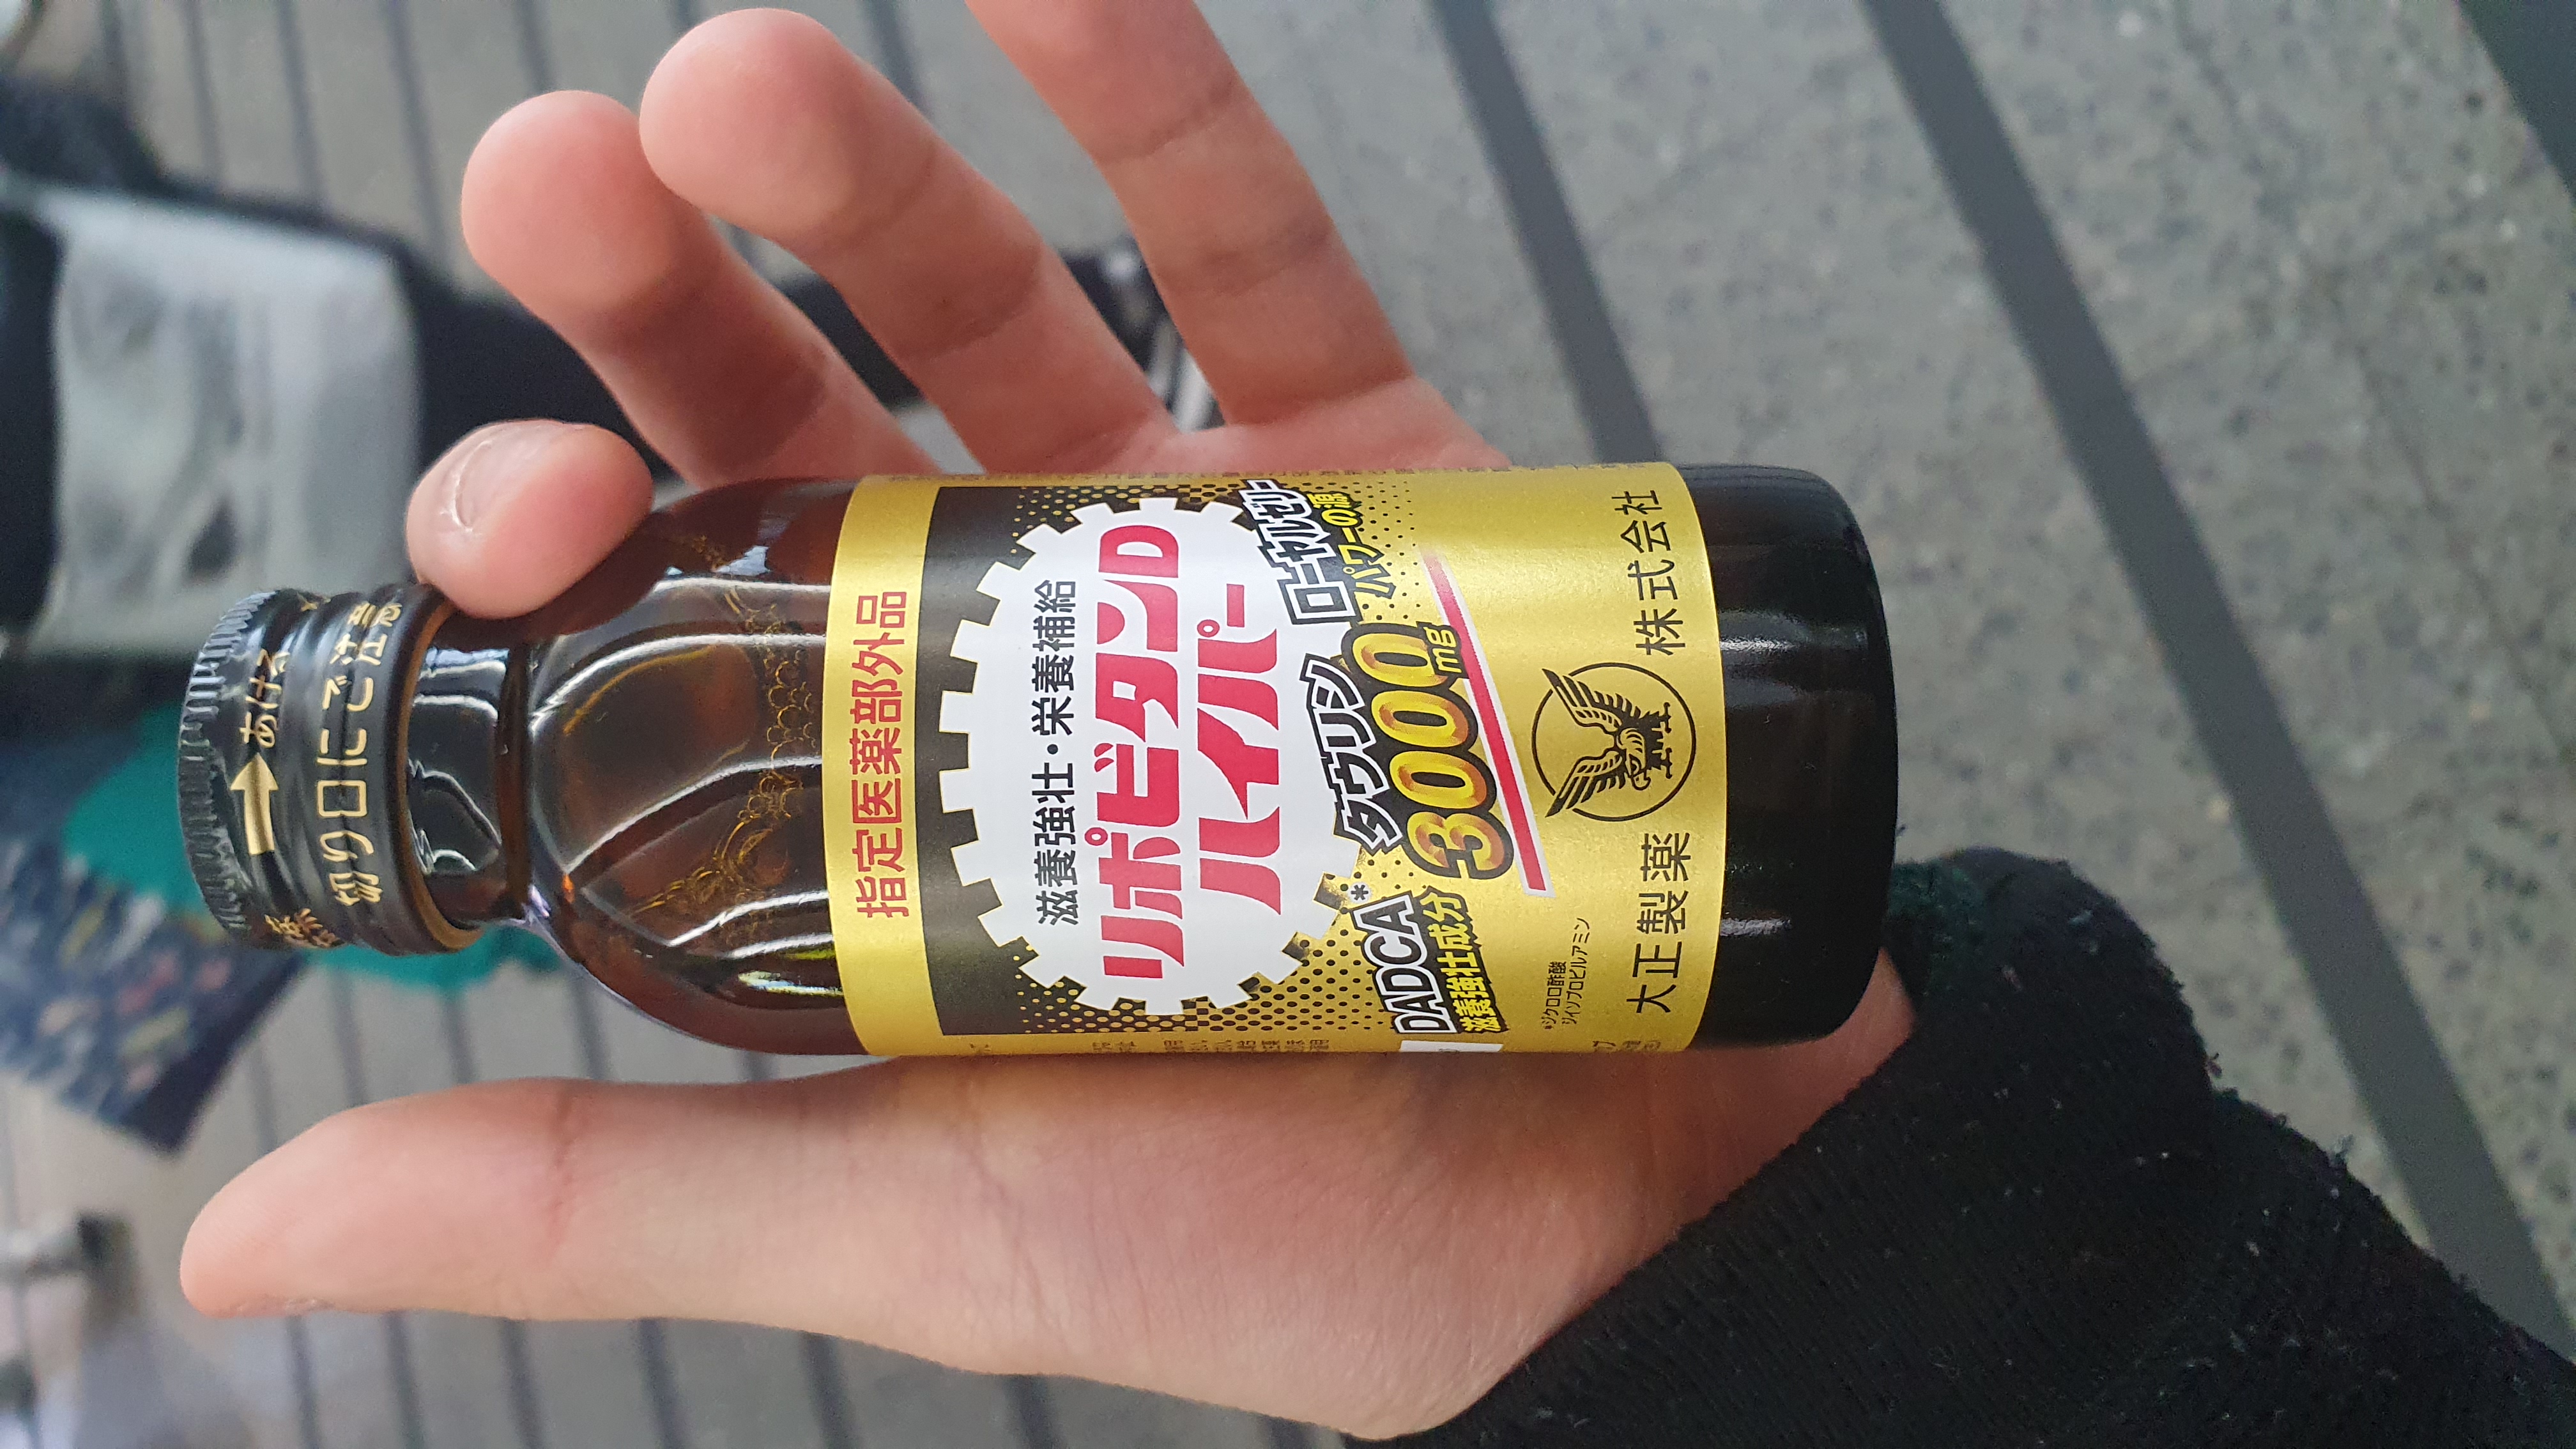 →あける
切り口にご注意
指定医薬部外品
滋養強壮・栄養補給
リポビタンD
ハイパー
DADCA*
滋養強壮成分
タウリン
3000mg
ローヤルゼリー
パワーの源
*ジクロロ酢酸
ジイソプロピルアミン
大正製薬 株式会社